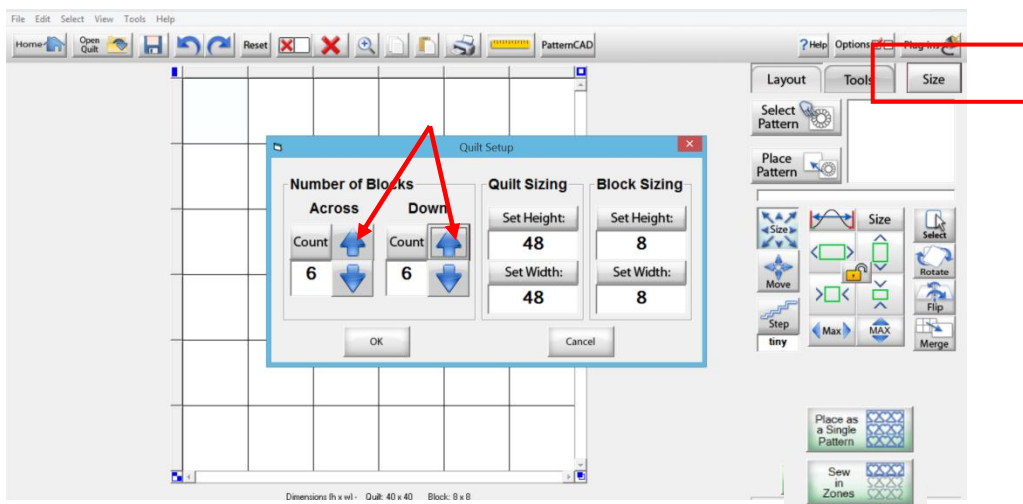 File Edit Select View Tools Help
Home Open Quilt Reset PatternCAD ?Help Options Plug-ins
Layout Tools Size
Select Pattern
Place Pattern
Quilt Setup
Number of Blocks Quilt Sizing Block Sizing
Across Down
Set Height: Set Height:
Count Count
48 8
6 6
Set Width: Set Width:
48 8
OK Cancel
Size Size Select
Move Rotate
Flip
Step Max MAX
tiny Merge
Place as
a Single
Pattern
Sew
in
Zones
Dimensions (h x w) - Quilt: 40 x 40 Block: 8 x 8